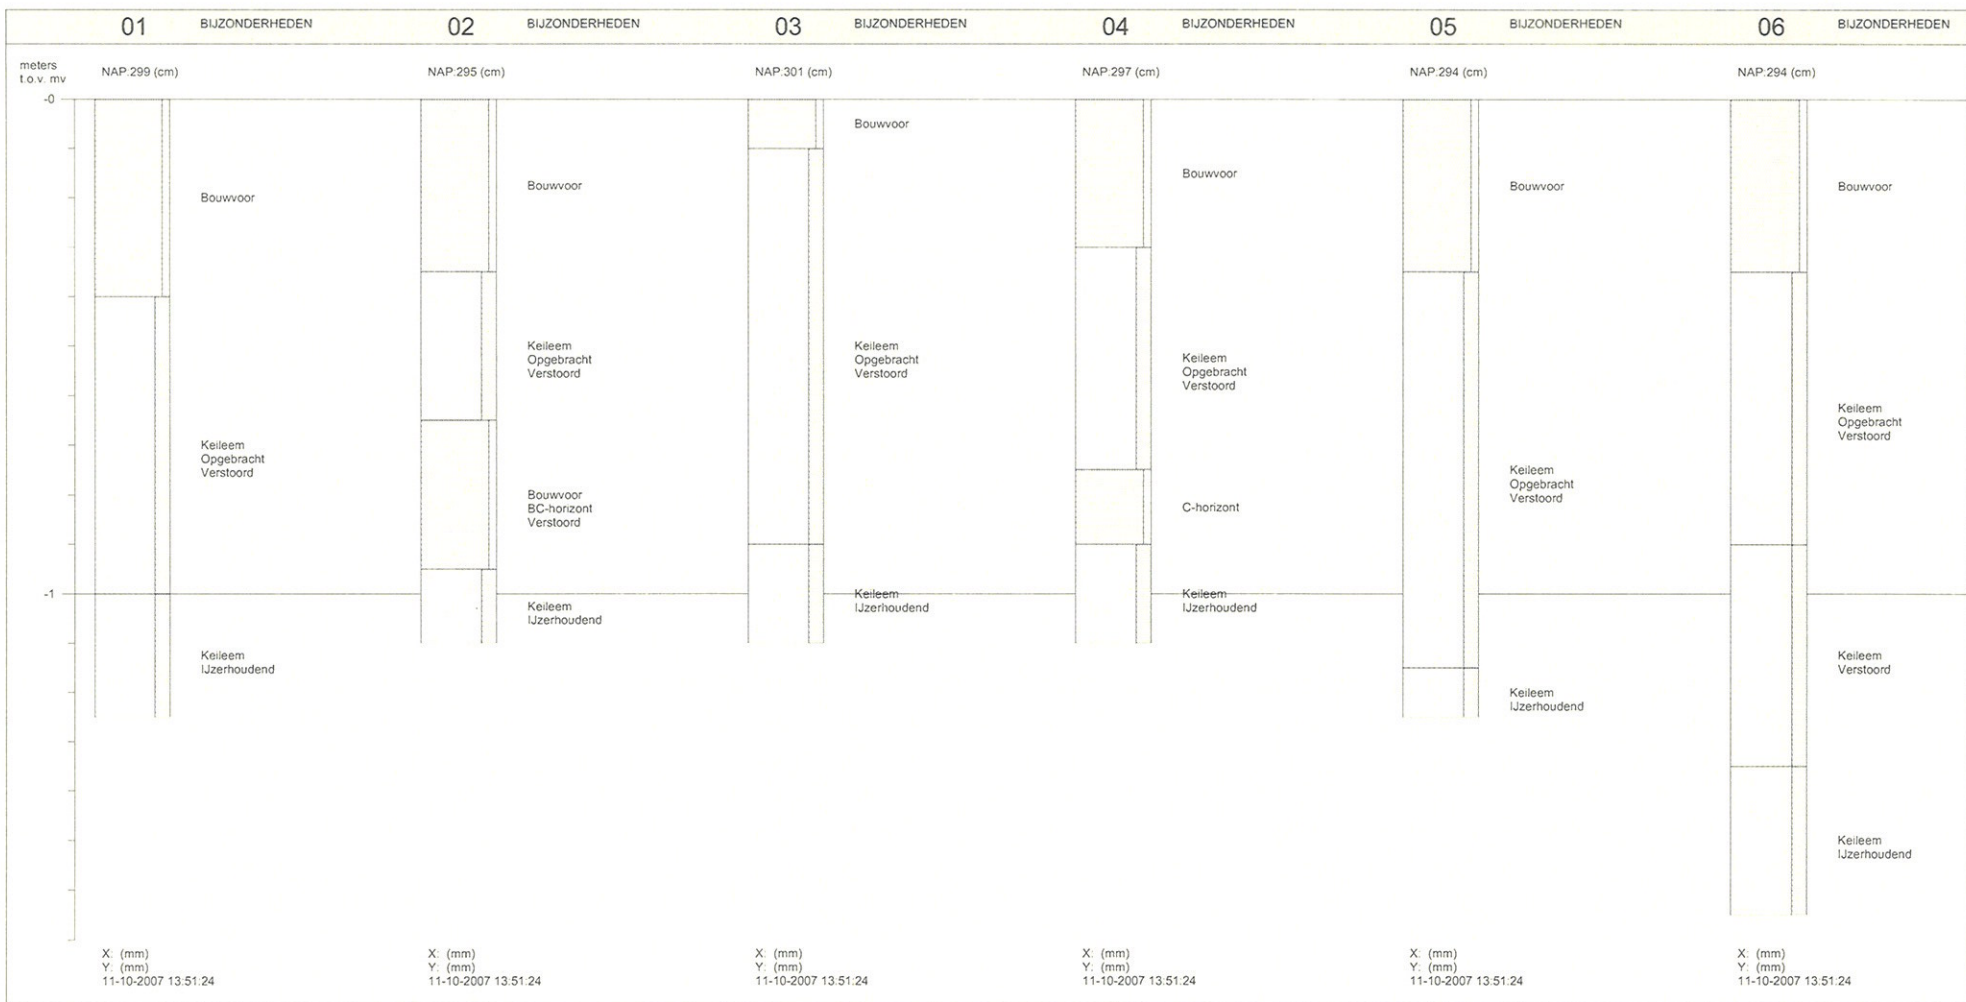 01 BIJZONDERHEDEN 02 BIJZONDERHEDEN 03 BIJZONDERHEDEN 04 BIJZONDERHEDEN 05 BIJZONDERHEDEN 06 BIJZONDERHEDEN
meters
t.o.v. mv
NAP:299 (cm) NAP:295 (cm) NAP:301 (cm) NAP:297 (cm) NAP:294 (cm) NAP:294 (cm)
-0
-1
Bouwvoor
Keileem
Opgebracht
Verstoord
Keileem
IJzerhoudend
Bouwvoor
Keileem
Opgebracht
Verstoord
Bouwvoor
BC-horizont
Verstoord
Keileem
IJzerhoudend
Bouwvoor
Keileem
Opgebracht
Verstoord
Keileem
IJzerhoudend
Bouwvoor
Keileem
Opgebracht
Verstoord
C-horizont
Keileem
IJzerhoudend
Bouwvoor
Keileem
Opgebracht
Verstoord
Keileem
IJzerhoudend
Bouwvoor
Keileem
Opgebracht
Verstoord
Keileem
Verstoord
Keileem
IJzerhoudend
X: (mm) X: (mm) X: (mm) X: (mm) X: (mm) X: (mm)
Y: (mm) Y: (mm) Y: (mm) Y: (mm) Y: (mm) Y: (mm)
11-10-2007 13:51:24 11-10-2007 13:51:24 11-10-2007 13:51:24 11-10-2007 13:51:24 11-10-2007 13:51:24 11-10-2007 13:51:24